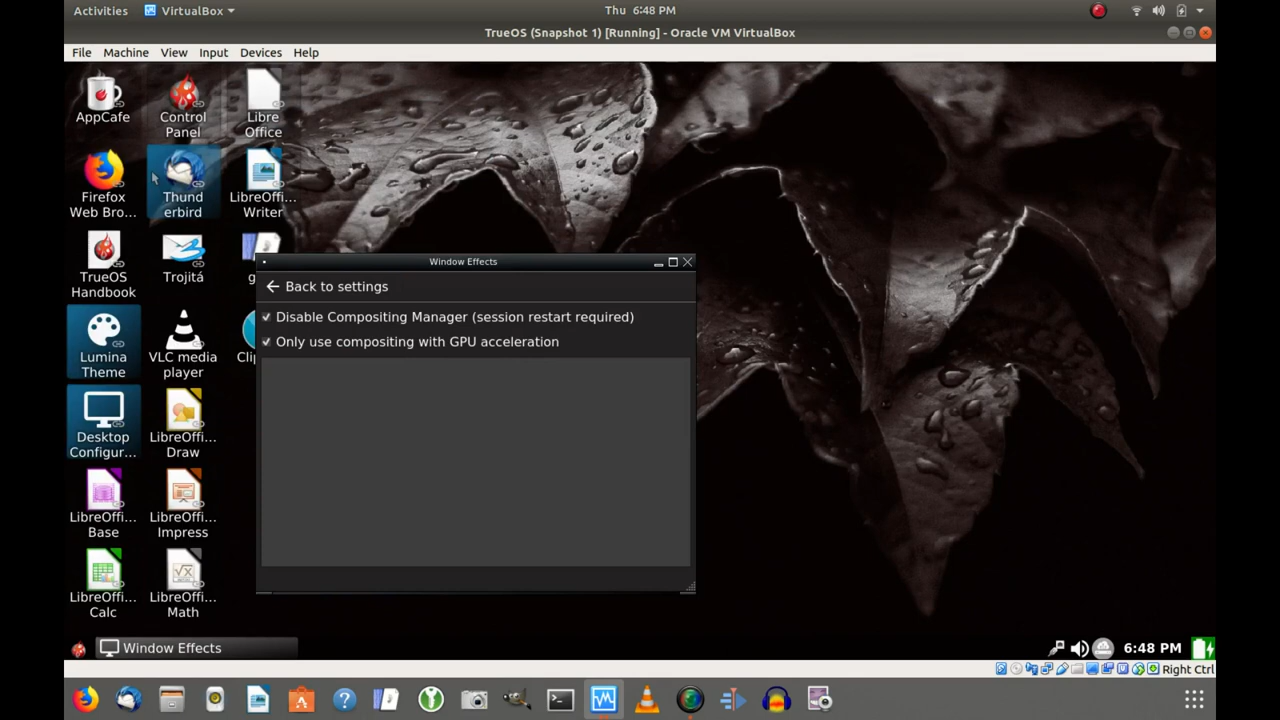 Activities
VirtualBox
Thu 6:48 PM
TrueOS (Snapshot 1) [Running] - Oracle VM VirtualBox
File Machine View Input Devices Help
AppCafe
Control
Panel
Libre
Office
Firefox
Web Bro...
Thund
erbird
LibreOffi...
Writer
TrueOS
Handbook
Trojitá
g
Lumina
Theme
VLC media
player
Clip
Desktop
Configur...
LibreOffi...
Draw
LibreOffi...
Base
LibreOffi...
Impress
LibreOffi...
Calc
LibreOffi...
Math
Window Effects
Back to settings
Disable Compositing Manager (session restart required)
Only use compositing with GPU acceleration
Window Effects
6:48 PM
Right Ctrl